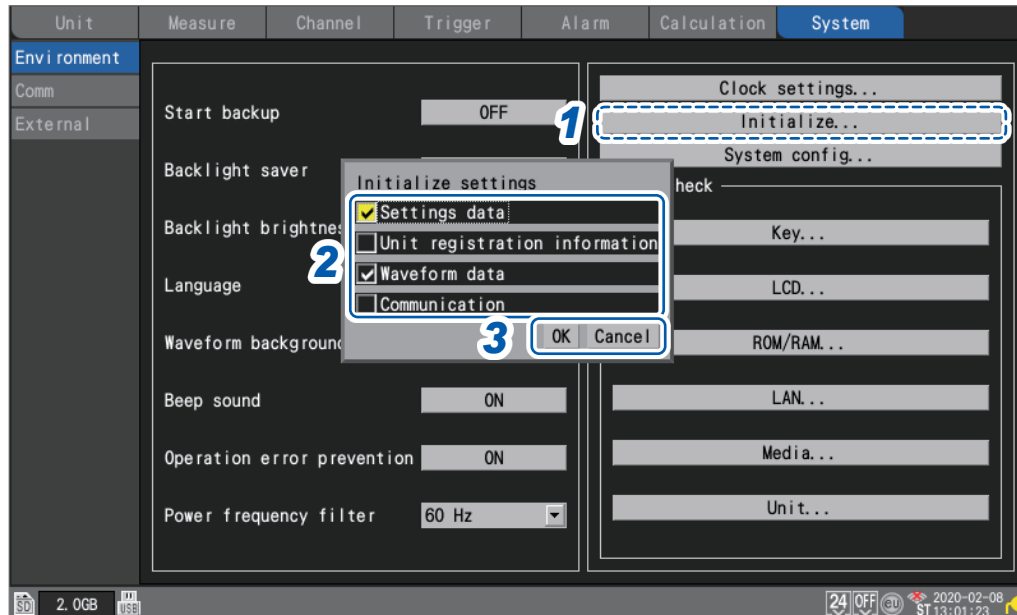 Unit Measure Channel Trigger Alarm Calculation System
Environment
Comm
External
Start backup OFF
Backlight saver
Backlight brightnes
Language
Waveform background
Beep sound ON
Operation error prevention ON
Power frequency filter 60 Hz
1
Clock settings...
Initialize...
System config...
heck
Key...
LCD...
ROM/RAM...
LAN...
Media...
Unit...
Initialize settings
2
Settings data
Unit registration information
Waveform data
Communication
3
OK Cancel
SD 2.0GB USB
24 OFF eu 2020-02-08
ST 13:01:23